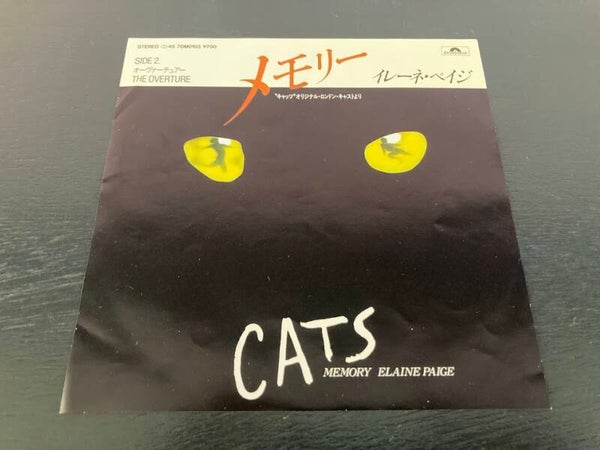 STEREO ②45 7DM0103 ¥700
SIDE 2.
オーヴァーチュアー
THE OVERTURE
メモリー
イレーネ・ペイジ
"キャッツ"オリジナル・ロンドン・キャストより
CATS
MEMORY ELAINE PAIGE